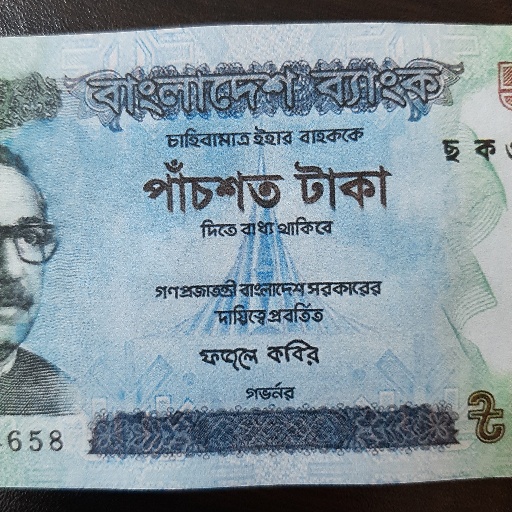 বাংলাদেশ ব্যাংক
চাহিবামাত্র ইহার বাহককে
ছ ক
পাঁচশত টাকা
দিতে বাধ্য থাকিবে
গণপ্রজাতন্ত্রী বাংলাদেশ সরকারের
দায়িত্বে প্রবর্তিত
ফজলে কবির
গভর্নর
658
৳